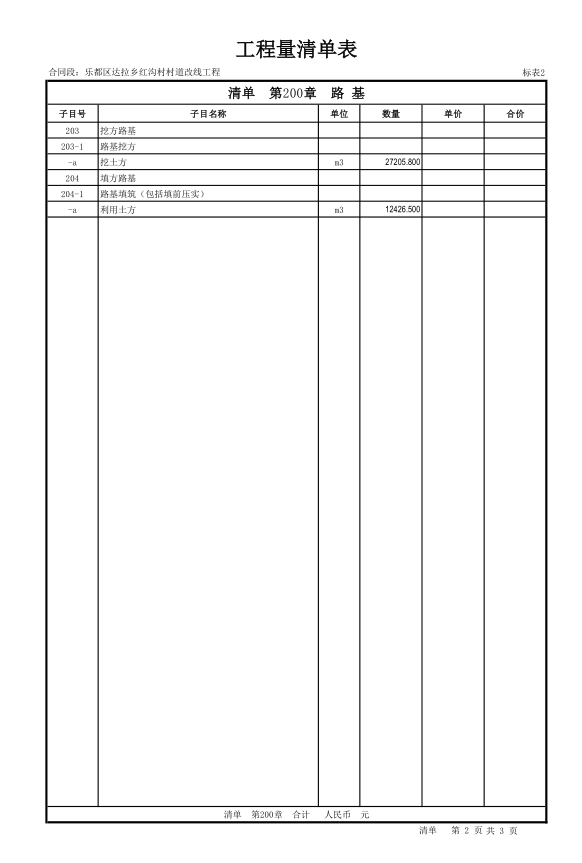 工程量清单表
合同段：乐都区达拉乡红沟村村道改线工程 标表2
清单 第200章 路 基
子目号 子目名称 单位 数量 单价 合价
203 挖方路基
203-1 路基挖方
-a 挖土方 m3 27205.800
204 填方路基
204-1 路基填筑（包括填前压实）
-a 利用土方 m3 12426.500
清单 第200章 合计 人民币 元
清单 第 2 页 共 3 页